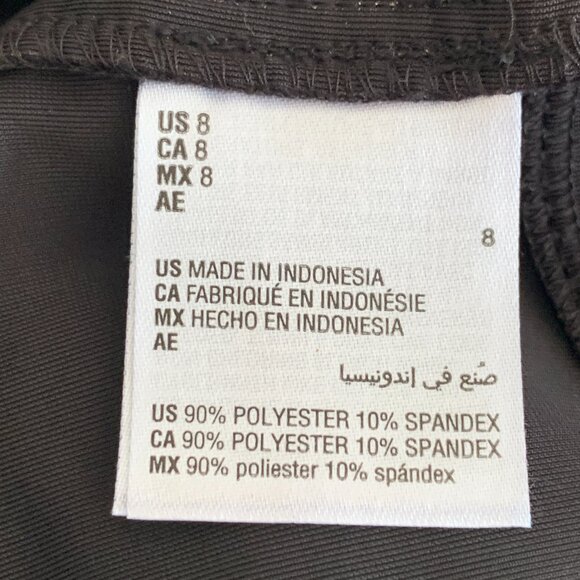 US 8
CA 8
MX 8
AE
8
US MADE IN INDONESIA
CA FABRIQUÉ EN INDONÉSIE
MX HECHO EN INDONESIA
AE
صُنع في إندونيسيا
US 90% POLYESTER 10% SPANDEX
CA 90% POLYESTER 10% SPANDEX
MX 90% poliester 10% spándex